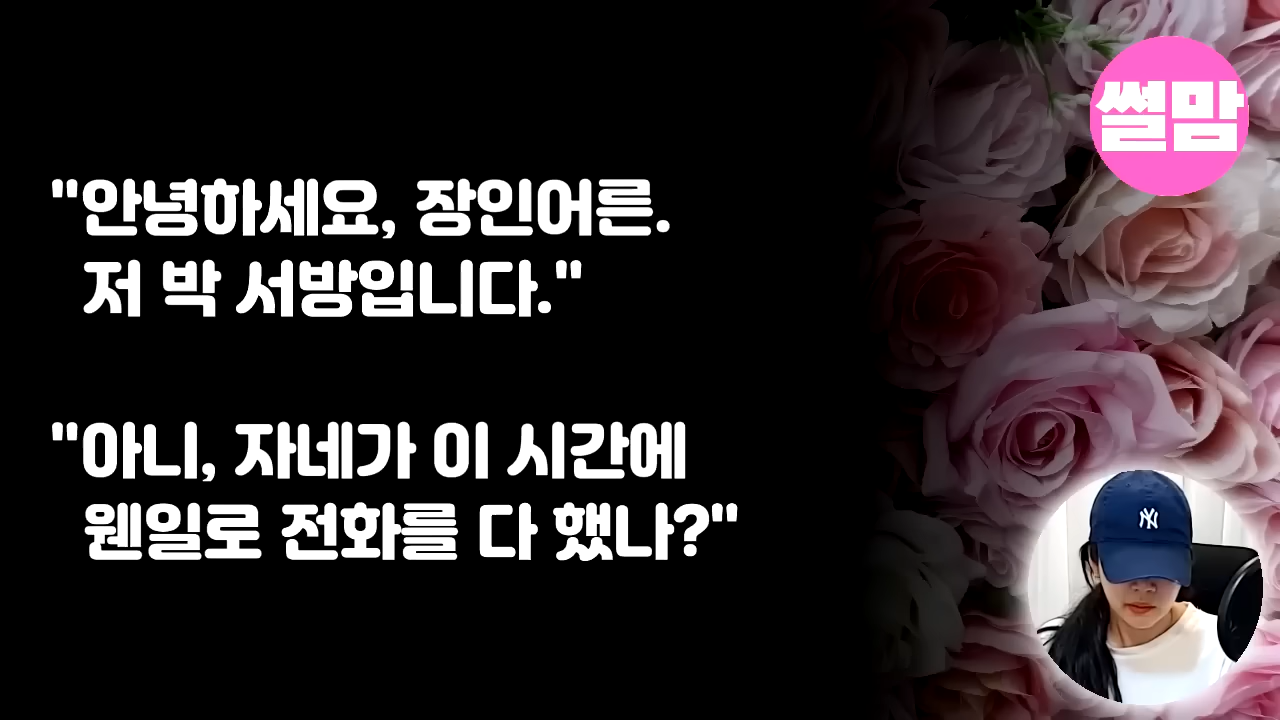 썰맘
"안녕하세요, 장인어른.
저 박 서방입니다."
"아니, 자네가 이 시간에
웬일로 전화를 다 했나?"
NY